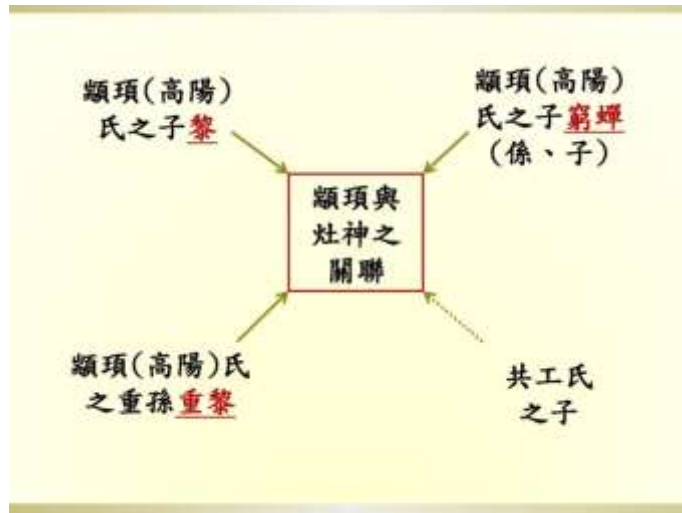 顓頊(高陽)
氏之子黎
顓頊(高陽)
氏之子窮蟬
(係、子)
顓頊與
灶神之
關聯
顓頊(高陽)氏
之重孫重黎
共工氏
之子